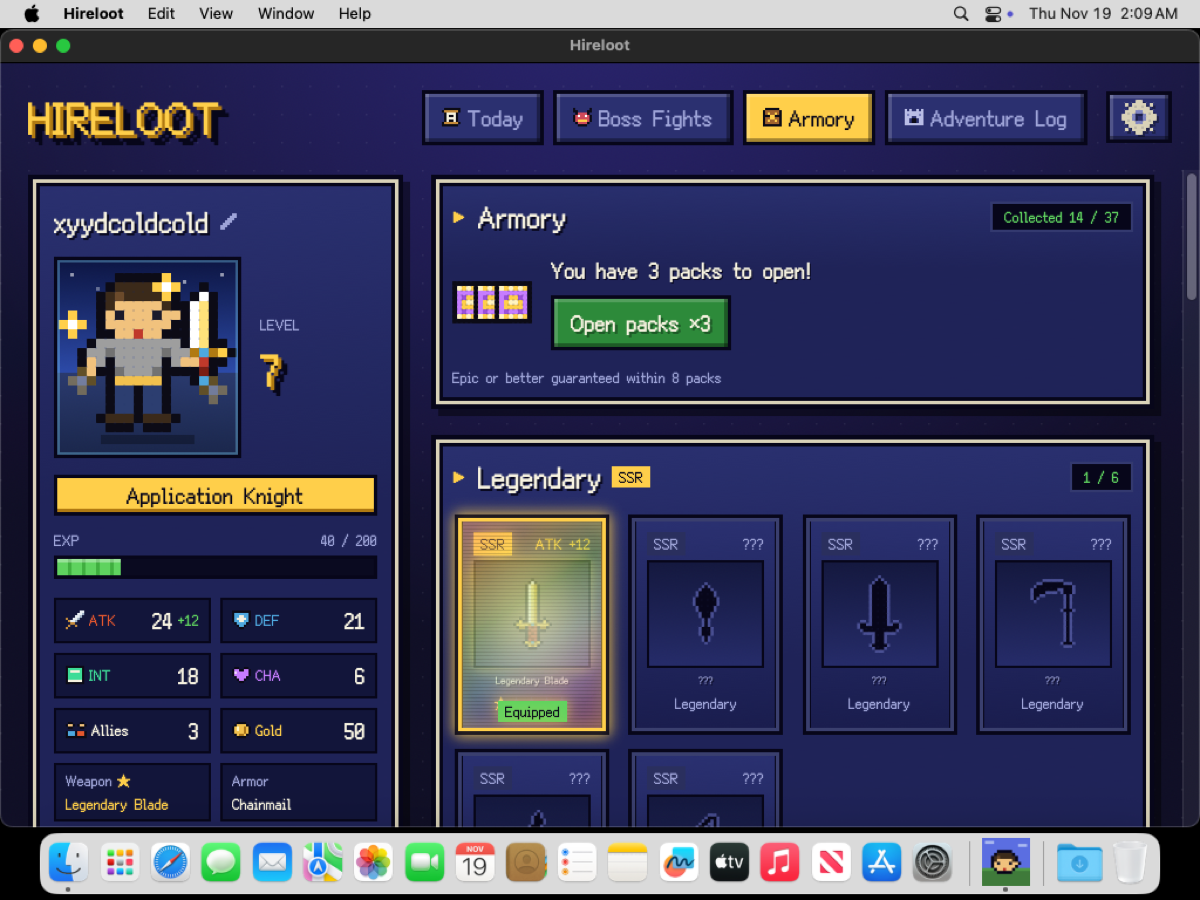 Hireloot Edit View Window Help Thu Nov 19 2:09 AM
Hireloot
HIRELOOT
Today
Boss Fights
Armory
Adventure Log
xyydcoldcold
LEVEL
7
Application Knight
EXP 40 / 200
ATK 24 +12
DEF 21
INT 18
CHA 6
Allies 3
Gold 50
Weapon
Legendary Blade
Armor
Chainmail
Armory
Collected 14 / 37
You have 3 packs to open!
Open packs ×3
Epic or better guaranteed within 8 packs
Legendary SSR
1 / 6
SSR ATK +12
Legendary Blade
Equipped
SSR ???
???
Legendary
SSR ???
???
Legendary
SSR ???
???
Legendary
SSR ???
SSR ???
NOV
19
tv